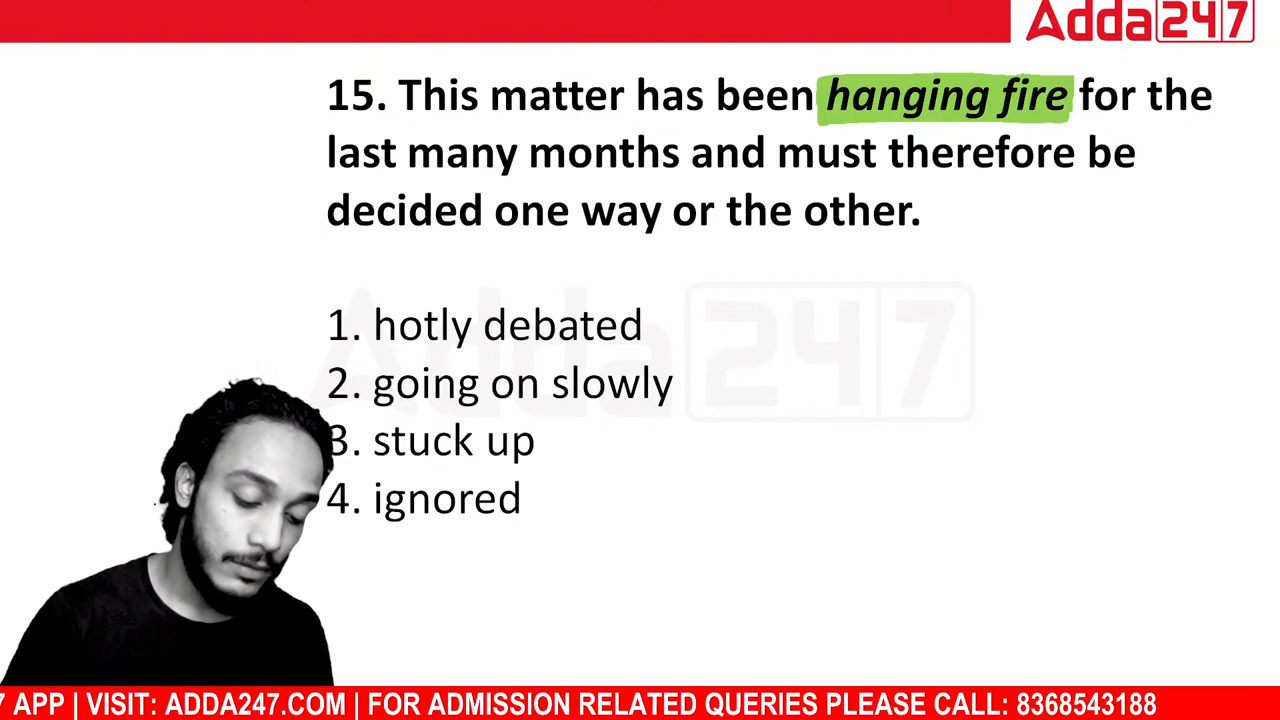 Adda247
15. This matter has been hanging fire for the
last many months and must therefore be
decided one way or the other.
Adda247
1. hotly debated
2. going on slowly
3. stuck up
4. ignored
7 APP | VISIT: ADDA247.COM | FOR ADMISSION RELATED QUERIES PLEASE CALL: 8368543188